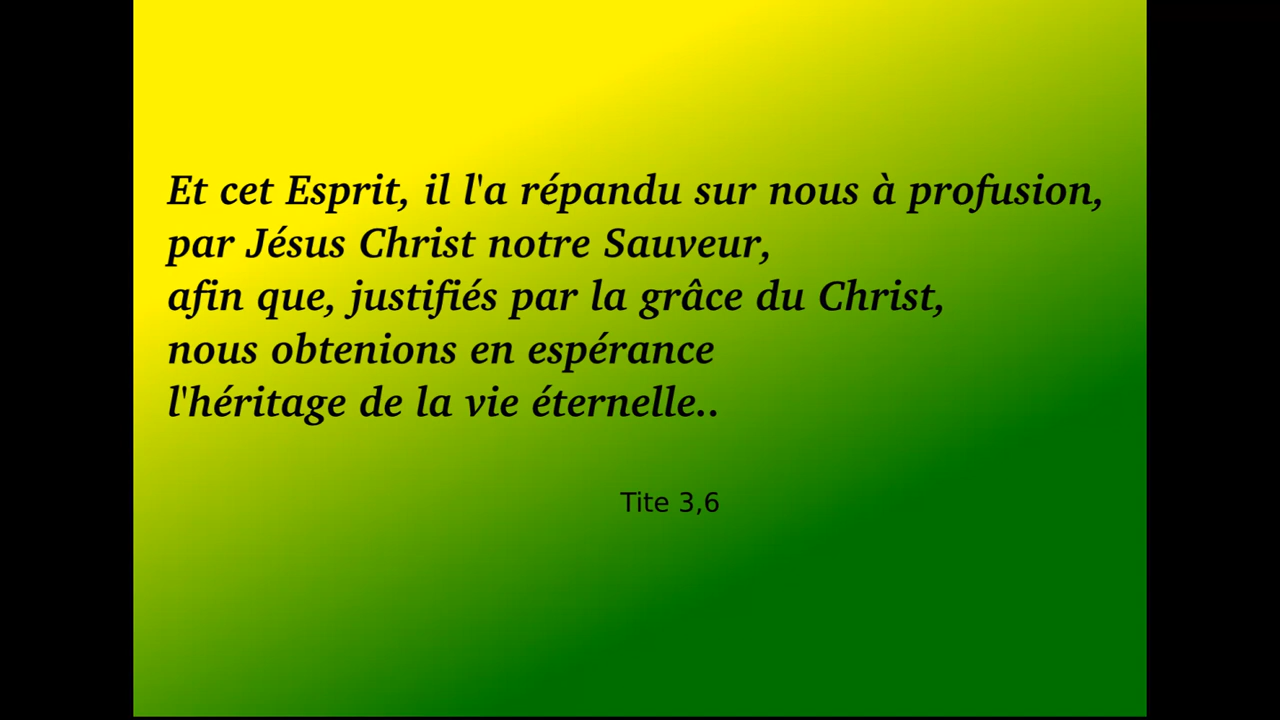 Et cet Esprit, il l'a répandu sur nous à profusion,
par Jésus Christ notre Sauveur,
afin que, justifiés par la grâce du Christ,
nous obtenions en espérance
l'héritage de la vie éternelle..
Tite 3,6